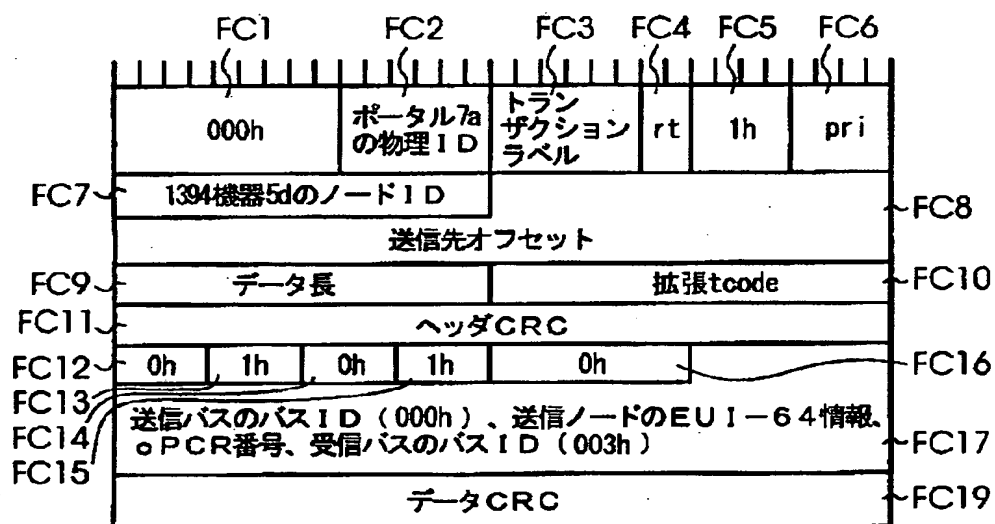 FC1 FC2 FC3 FC4 FC5 FC6
000h
ポータル7a
の物理ID
トラン
ザクション
ラベル
rt
1h
pri
FC7
1394機器5dのノードID
FC8
送信先オフセット
FC9
データ長
拡張tcode
FC10
FC11
ヘッダCRC
FC12
0h 1h 0h 1h 0h
FC16
FC13
FC14
FC15
送信バスのバスID(000h)、送信ノードのEUI-64情報、
oPCR番号、受信バスのバスID(003h)
FC17
データCRC
FC19